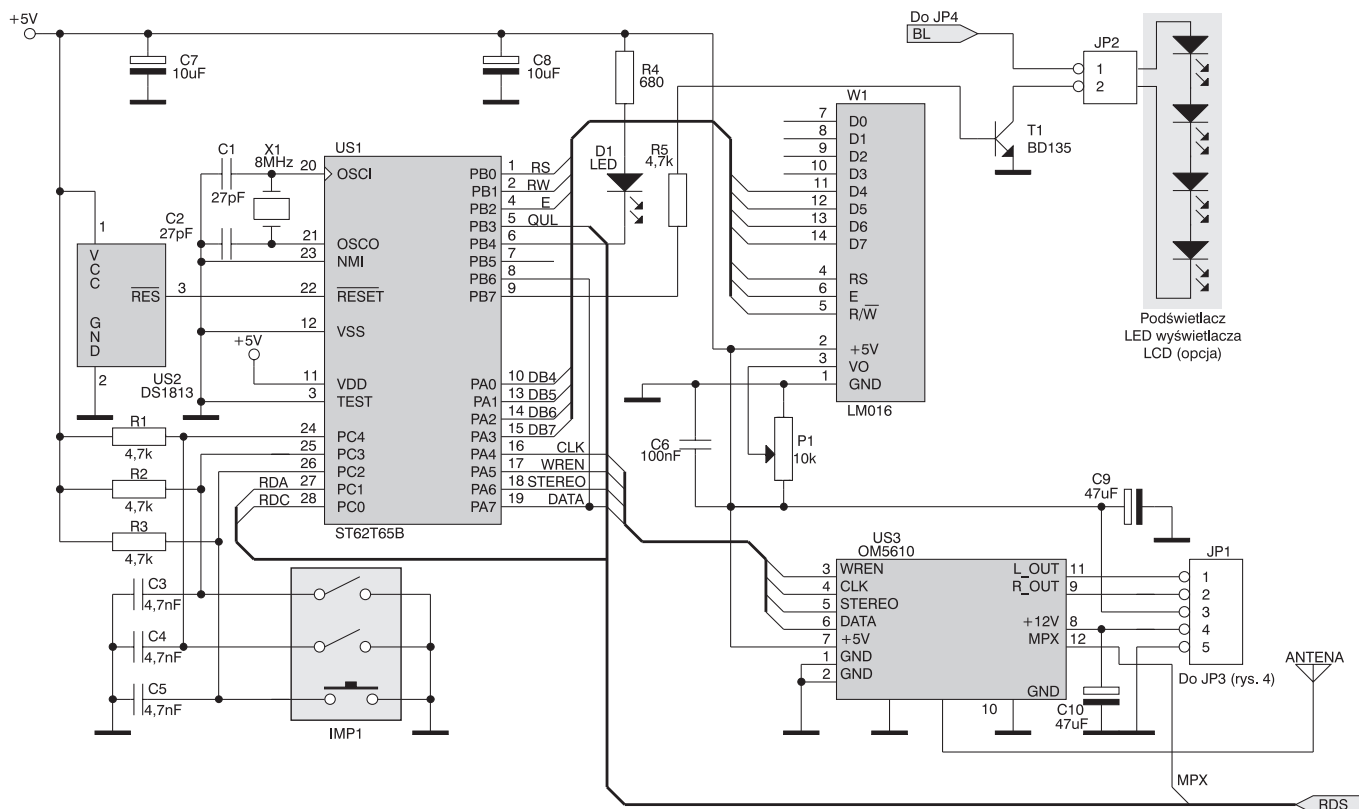 +5V
C7
10uF
C8
10uF
R4
680
Do JP4
BL
JP2
1
2
T1
BD135
Podświetlacz
LED wyświetlacza
LCD (opcja)
C1
27pF
X1
8MHz
C2
27pF
US1
20 OSCI
21 OSCO
23 NMI
22 RESET
12 VSS
+5V
11 VDD
3 TEST
24 PC4
25 PC3
26 PC2
RDA 27 PC1
RDC 28 PC0
PB0 1 RS
PB1 2 RW
PB2 4 E
PB3 5 QUL
PB4 6
PB5 7
PB6 8
PB7 9
PA0 10 DB4
PA1 13 DB5
PA2 14 DB6
PA3 15 DB7
PA4 16 CLK
PA5 17 WREN
PA6 18 STEREO
PA7 19 DATA
ST62T65B
D1
LED
R5
4,7k
W1
7 D0
8 D1
9 D2
10 D3
11 D4
12 D5
13 D6
14 D7
4 RS
6 E
5 R/W
2 +5V
3 VO
1 GND
LM016
1
VCC
RES 3
GND
2
US2
DS1813
R1
4,7k
R2
4,7k
R3
4,7k
C3
4,7nF
C4
4,7nF
C5
4,7nF
IMP1
C6
100nF
P1
10k
C9
47uF
US3
OM5610
3 WREN
4 CLK
5 STEREO
6 DATA
7 +5V
1 GND
2 GND
L_OUT 11
R_OUT 9
+12V 8
MPX 12
GND
10
JP1
1
2
3
4
5
Do JP3 (rys. 4)
C10
47uF
ANTENA
MPX
RDS